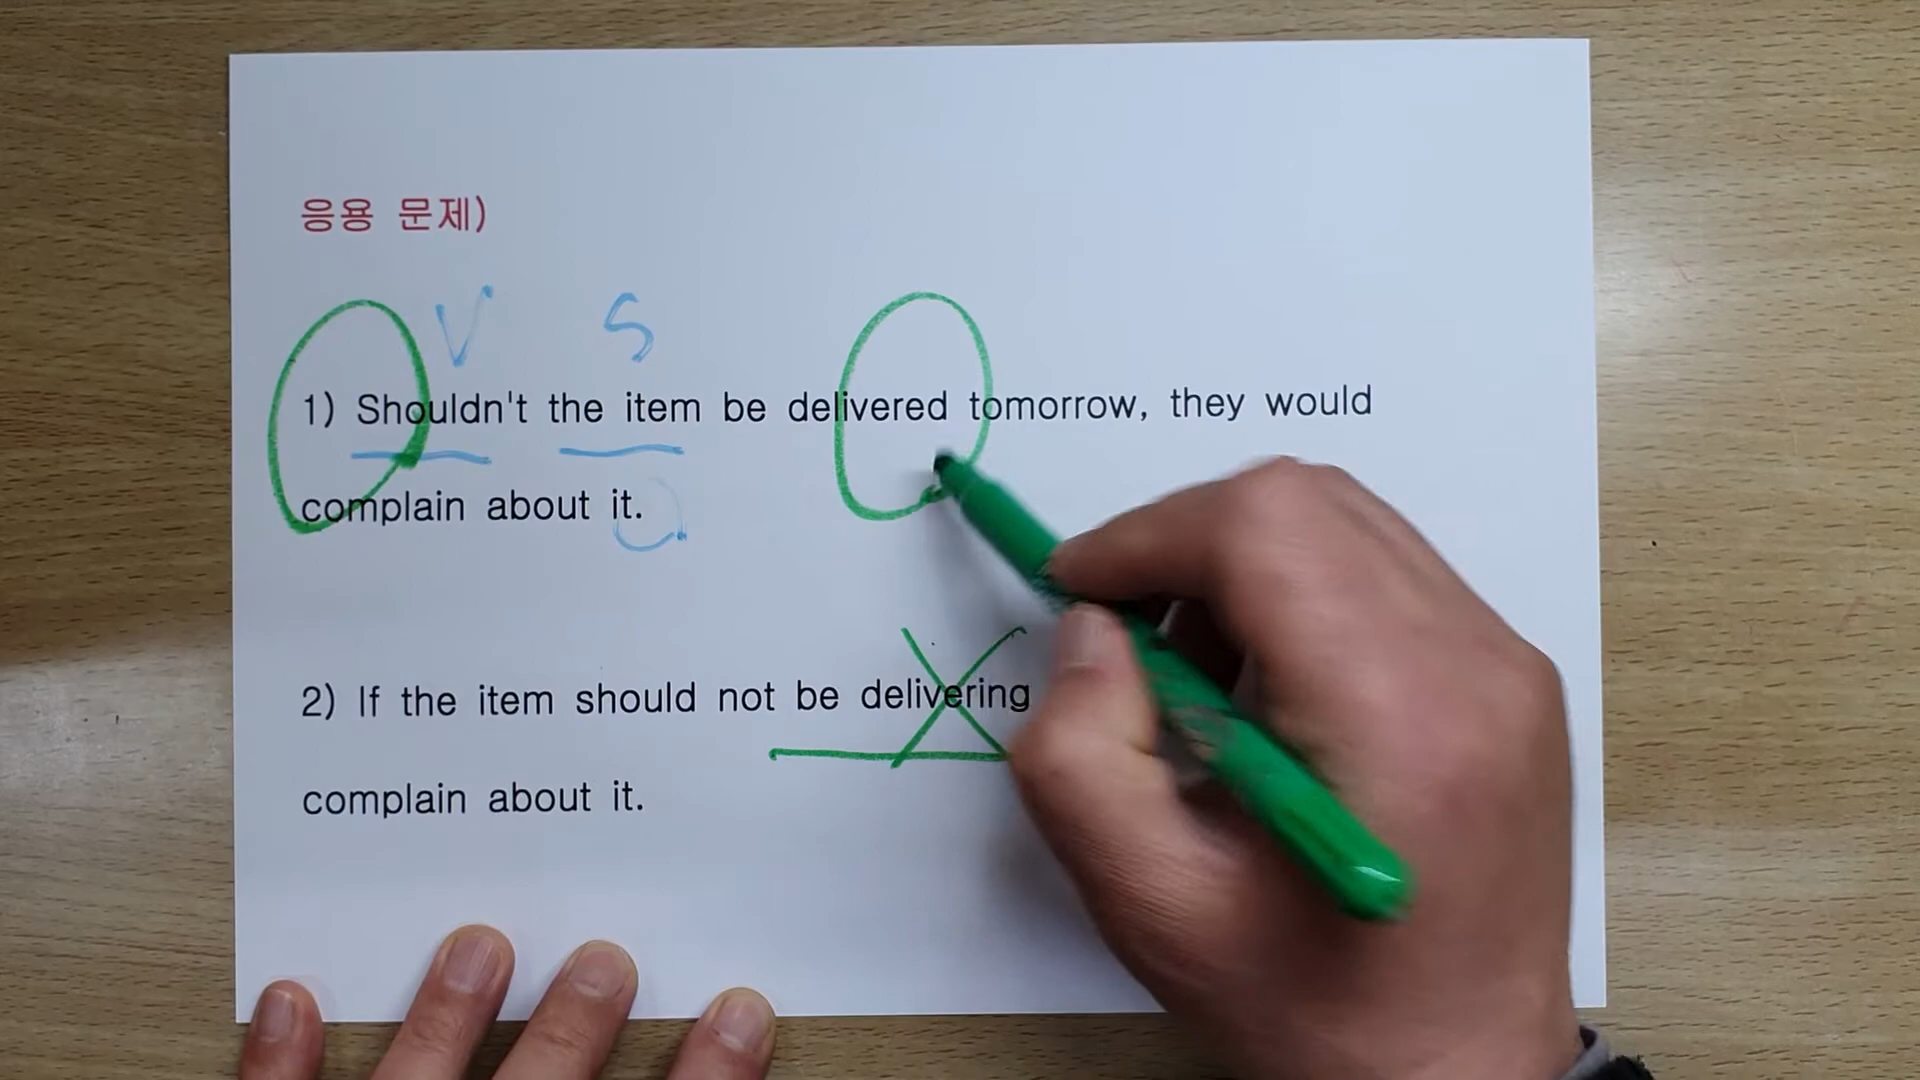 응용 문제)
V S
1) Shouldn't the item be delivered tomorrow, they would
complain about it.
2) If the item should not be delivering
complain about it.